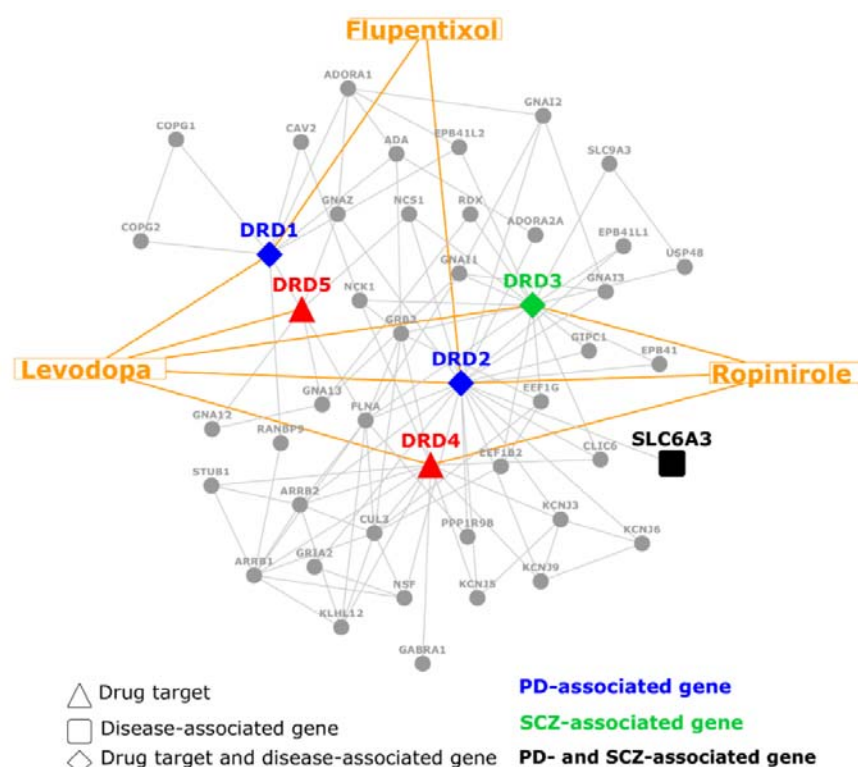 Flupentixol
ADORA1
GNAI2
COPG1
CAV2
ADA
EPB41L2
SLC9A3
GNAZ
NCS1
RDX
ADORA2A
COPG2
DRD1
EPB41L1
USP48
DRD5
NCK1
GNAI1
DRD3
GNAI3
GRB2
GIPC1
Levodopa
DRD2
EPB41
Ropinirole
GNA12
GNA13
FLNA
EEF1G
RANBP9
DRD4
SLC6A3
STUB1
EEF1B2
CLIC6
ARRB2
CUL3
PPP1R9B
KCNJ3
KCNJ6
ARRB1
GRIA2
NSF
KCNJ5
KCNJ9
KLHL12
GABRA1
Drug target
PD-associated gene
Disease-associated gene
SCZ-associated gene
Drug target and disease-associated gene
PD- and SCZ-associated gene